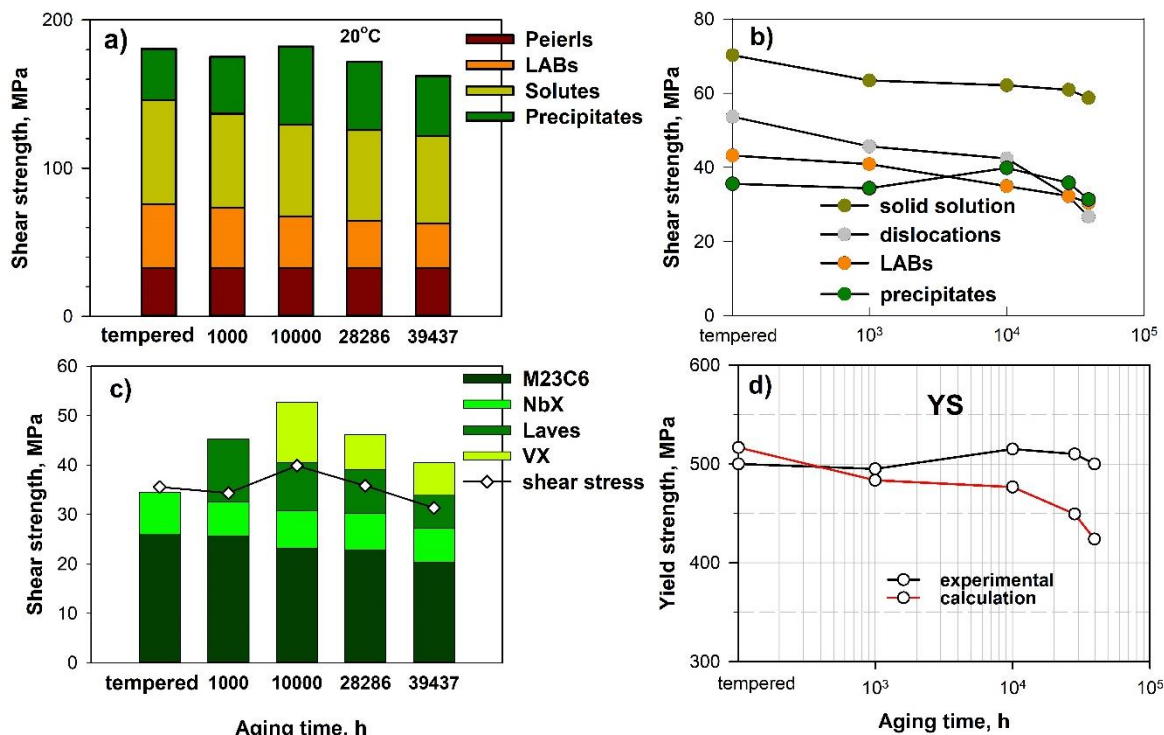 a)
20°C
Peierls
LABs
Solutes
Precipitates
Shear strength, MPa
200
100
0
tempered 1000 10000 28286 39437
b)
solid solution
dislocations
LABs
precipitates
Shear strength, MPa
80
60
40
20
0
tempered 10³ 10⁴ 10⁵
c)
M23C6
NbX
Laves
VX
shear stress
Shear strength, MPa
60
50
40
30
20
10
0
tempered 1000 10000 28286 39437
Aging time, h
d)
YS
experimental
calculation
Yield strength, MPa
600
500
400
300
tempered 10³ 10⁴ 10⁵
Aging time, h